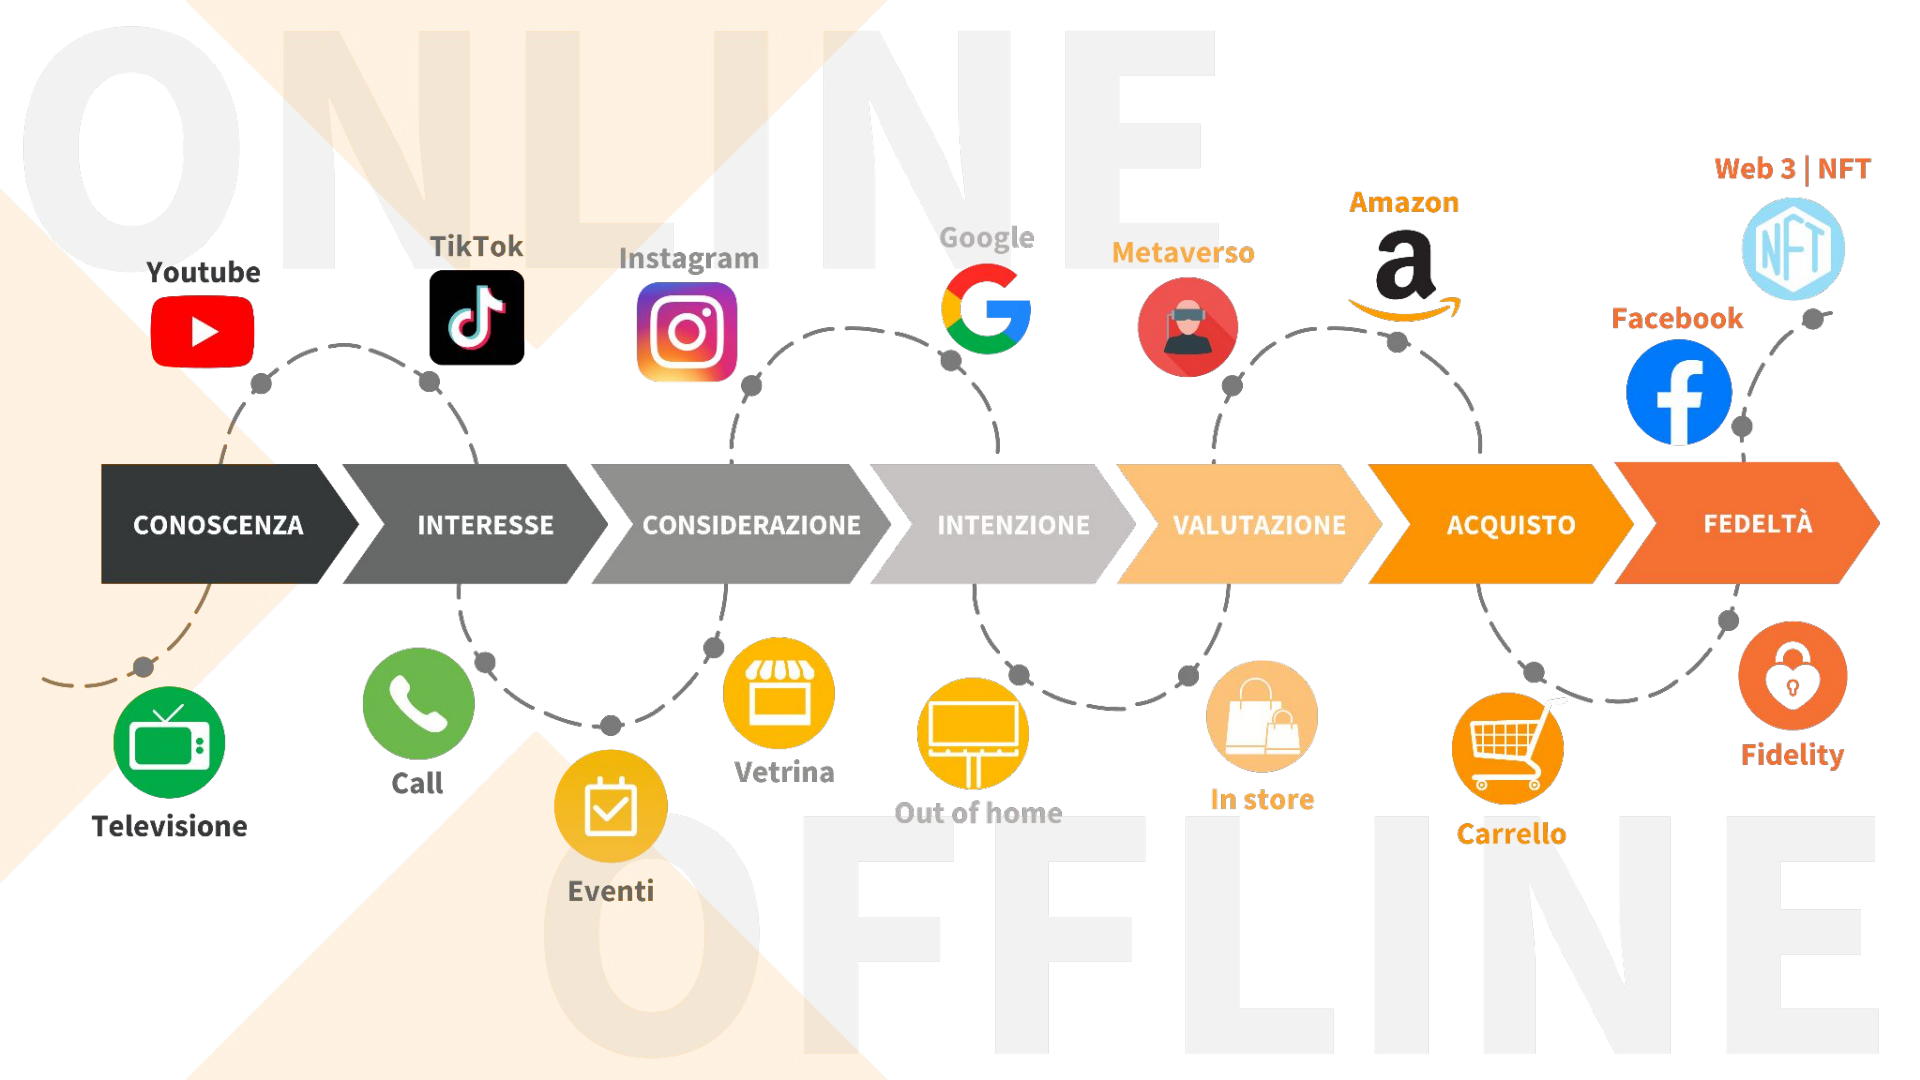 ONLINE
Web 3 | NFT
Amazon
NFT
Google
TikTok
Metaverso
Instagram
Youtube
Facebook
CONOSCENZA
INTERESSE
CONSIDERAZIONE
INTENZIONE
VALUTAZIONE
ACQUISTO
FEDELTÀ
Fidelity
Vetrina
Call
In store
Out of home
Televisione
Carrello
Eventi
OFFLINE